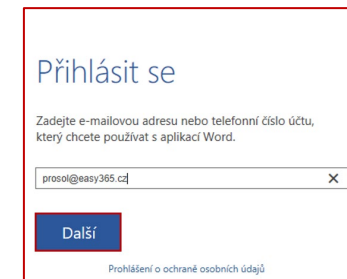 Přihlásit se
Zadejte e-mailovou adresu nebo telefonní číslo účtu,
který chcete používat s aplikací Word.
prosol@easy365.cz
Další
Prohlášení o ochraně osobních údajů